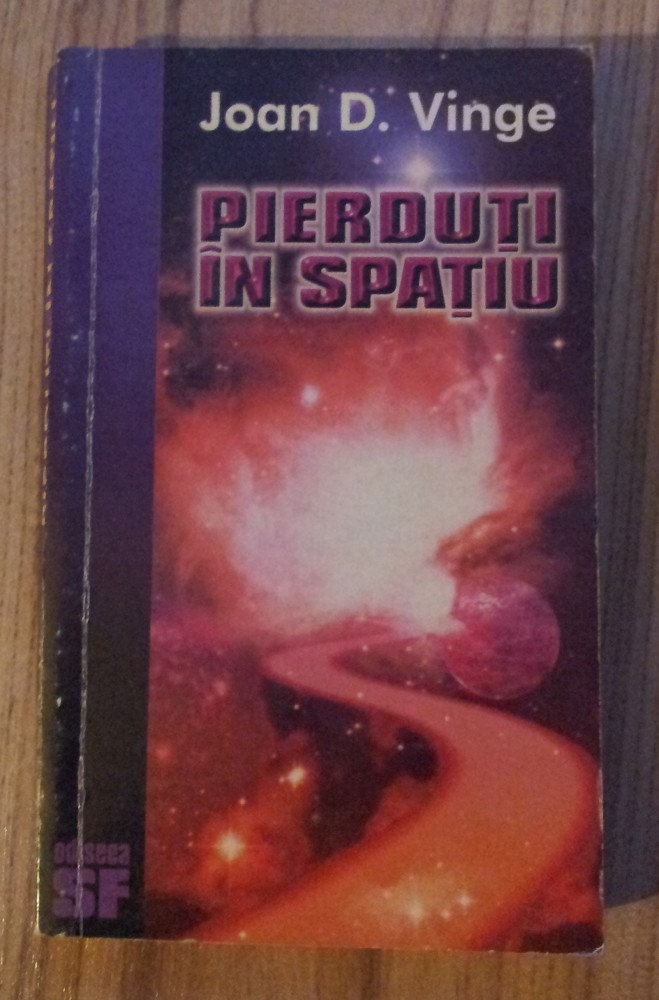 Joan D. Vinge
PIERDUȚI
ÎN SPAȚIU
odiseea
SF